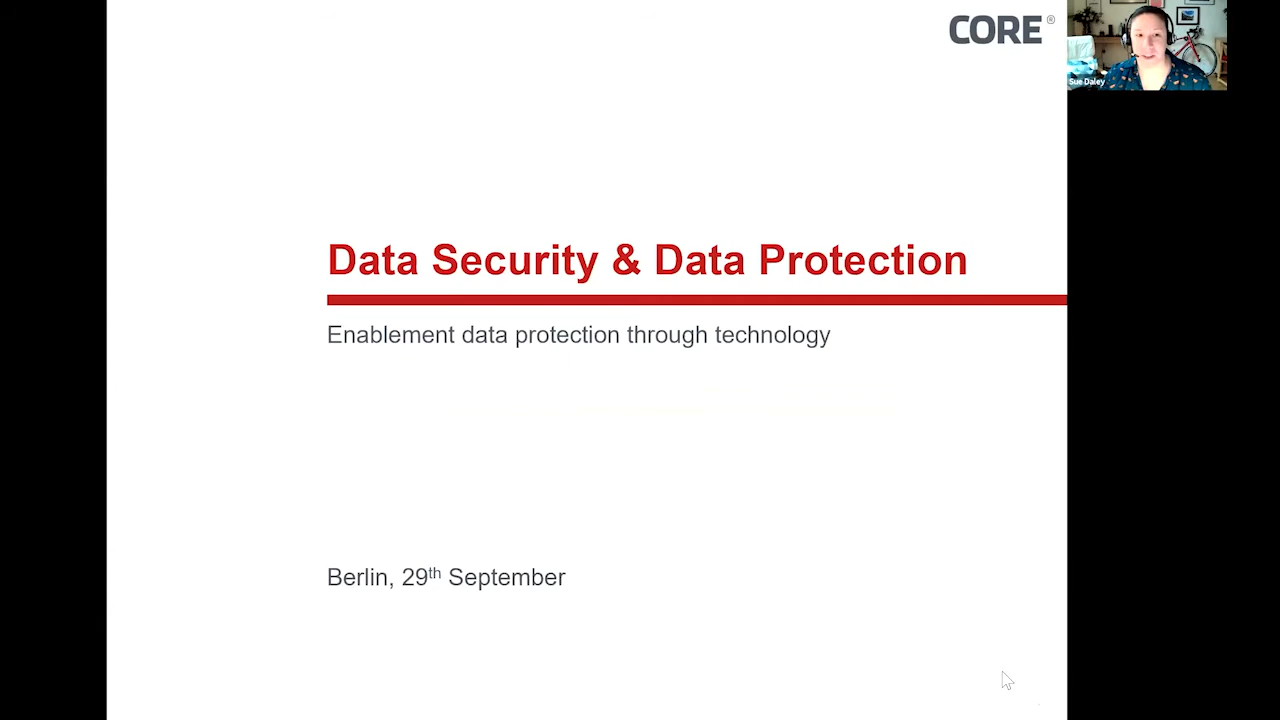 CORE®
Sue Daley
Data Security & Data Protection
Enablement data protection through technology
Berlin, 29th September